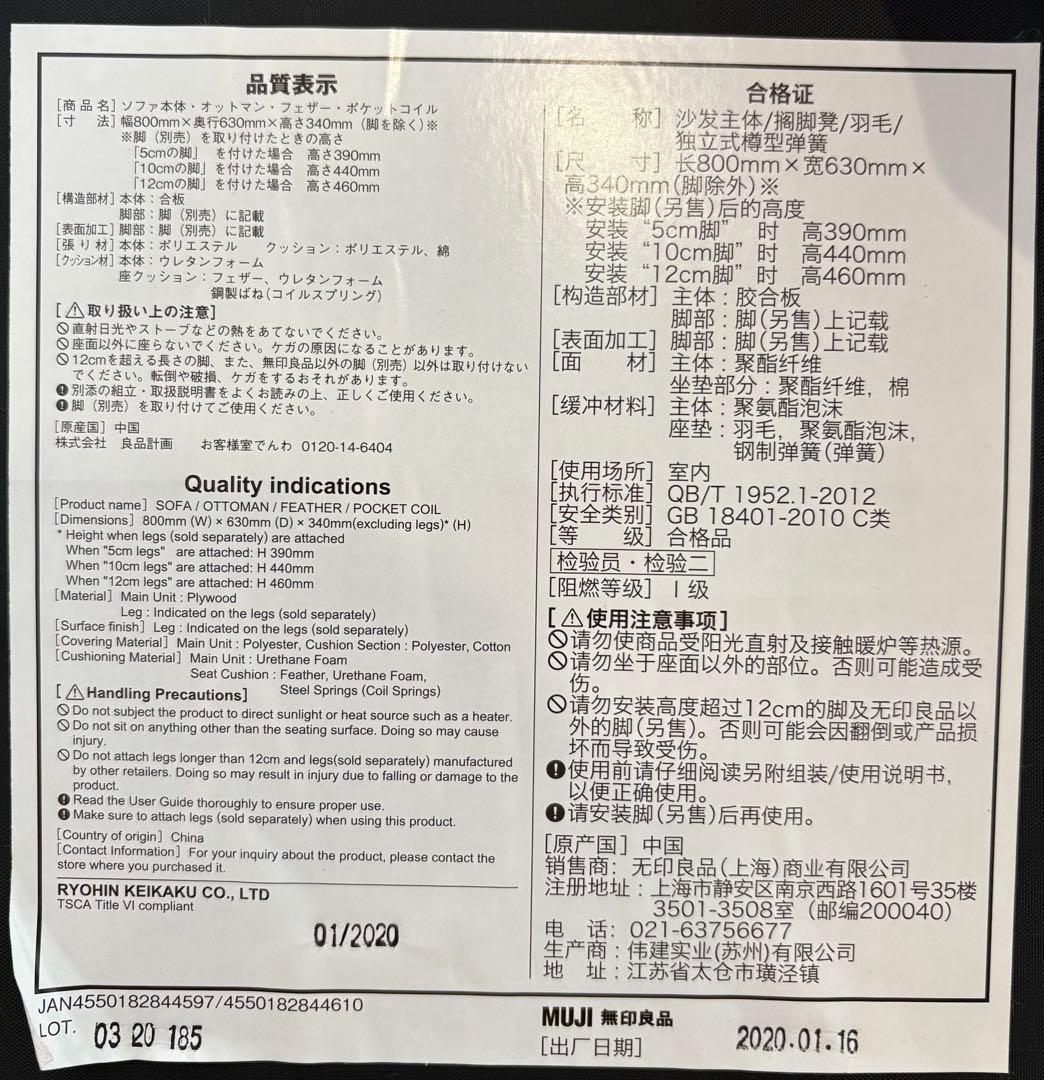 品質表示
[商品名] ソファ本体・オットマン・フェザー・ポケットコイル
[寸　法] 幅800mm×奥行630mm×高さ340mm（脚を除く）※
※脚（別売）を取り付けたときの高さ
「5cmの脚」 を付けた場合　高さ390mm
「10cmの脚」を付けた場合　高さ440mm
「12cmの脚」を付けた場合　高さ460mm
[構造部材] 本体：合板
脚部：脚（別売）に記載
[表面加工] 脚部：脚（別売）に記載
[張り材] 本体：ポリエステル　クッション：ポリエステル、綿
[クッション材] 本体：ウレタンフォーム
座クッション：フェザー、ウレタンフォーム
鋼製ばね(コイルスプリング)
[⚠取り扱い上の注意]
直射日光やストーブなどの熱をあてないでください。
座面以外に座らないでください。ケガの原因になることがあります。
12cmを超える長さの脚、また、無印良品以外の脚（別売）以外は取り付けない
でください。転倒や破損、ケガをするおそれがあります。
別添の組立・取扱説明書をよくお読みの上、正しくご使用ください。
脚（別売）を取り付けてご使用ください。
[原産国] 中国
株式会社　良品計画　お客様室でんわ 0120-14-6404
Quality indications
[Product name] SOFA / OTTOMAN / FEATHER / POCKET COIL
[Dimensions] 800mm (W) × 630mm (D) × 340mm(excluding legs)* (H)
* Height when legs (sold separately) are attached
When "5cm legs" are attached: H 390mm
When "10cm legs" are attached: H 440mm
When "12cm legs" are attached: H 460mm
[Material] Main Unit : Plywood
Leg : Indicated on the legs (sold separately)
[Surface finish] Leg : Indicated on the legs (sold separately)
[Covering Material] Main Unit : Polyester, Cushion Section : Polyester, Cotton
[Cushioning Material] Main Unit : Urethane Foam
Seat Cushion : Feather, Urethane Foam,
Steel Springs (Coil Springs)
[⚠Handling Precautions]
Do not subject the product to direct sunlight or heat source such as a heater.
Do not sit on anything other than the seating surface. Doing so may cause
injury.
Do not attach legs longer than 12cm and legs(sold separately) manufactured
by other retailers. Doing so may result in injury due to falling or damage to the
product.
Read the User Guide thoroughly to ensure proper use.
Make sure to attach legs (sold separately) when using this product.
[Country of origin] China
[Contact Information] For your inquiry about the product, please contact the
store where you purchased it.
RYOHIN KEIKAKU CO., LTD
TSCA Title VI compliant
01/2020
合格证
[名　称] 沙发主体/搁脚凳/羽毛/
独立式樽型弹簧
[尺　寸] 长800mm×宽630mm×
高340mm(脚除外)※
※安装脚(另售)后的高度
安装“5cm脚” 时　高390mm
安装“10cm脚”时　高440mm
安装“12cm脚”时　高460mm
[构造部材] 主体：胶合板
脚部：脚(另售)上记载
[表面加工] 脚部：脚(另售)上记载
[面　材] 主体：聚酯纤维
坐垫部分：聚酯纤维，棉
[缓冲材料] 主体：聚氨酯泡沫
座垫：羽毛，聚氨酯泡沫，
钢制弹簧(弹簧)
[使用场所] 室内
[执行标准] QB/T 1952.1-2012
[安全类别] GB 18401-2010 C类
[等　级] 合格品
检验员・检验二
[阻燃等级] Ⅰ级
[⚠使用注意事项]
请勿使商品受阳光直射及接触暖炉等热源。
请勿坐于座面以外的部位。否则可能造成受
伤。
请勿安装高度超过12cm的脚及无印良品以
外的脚(另售)。否则可能会因翻倒或产品损
坏而导致受伤。
使用前请仔细阅读另附组装/使用说明书，
以便正确使用。
请安装脚(另售)后再使用。
[原产国] 中国
销售商：无印良品(上海)商业有限公司
注册地址：上海市静安区南京西路1601号35楼
3501-3508室（邮编200040）
电　话：021-63756677
生产商：伟建实业(苏州)有限公司
地　址：江苏省太仓市璜泾镇
JAN4550182844597/4550182844610
LOT. 03 20 185
MUJI 無印良品
[出厂日期] 2020.01.16